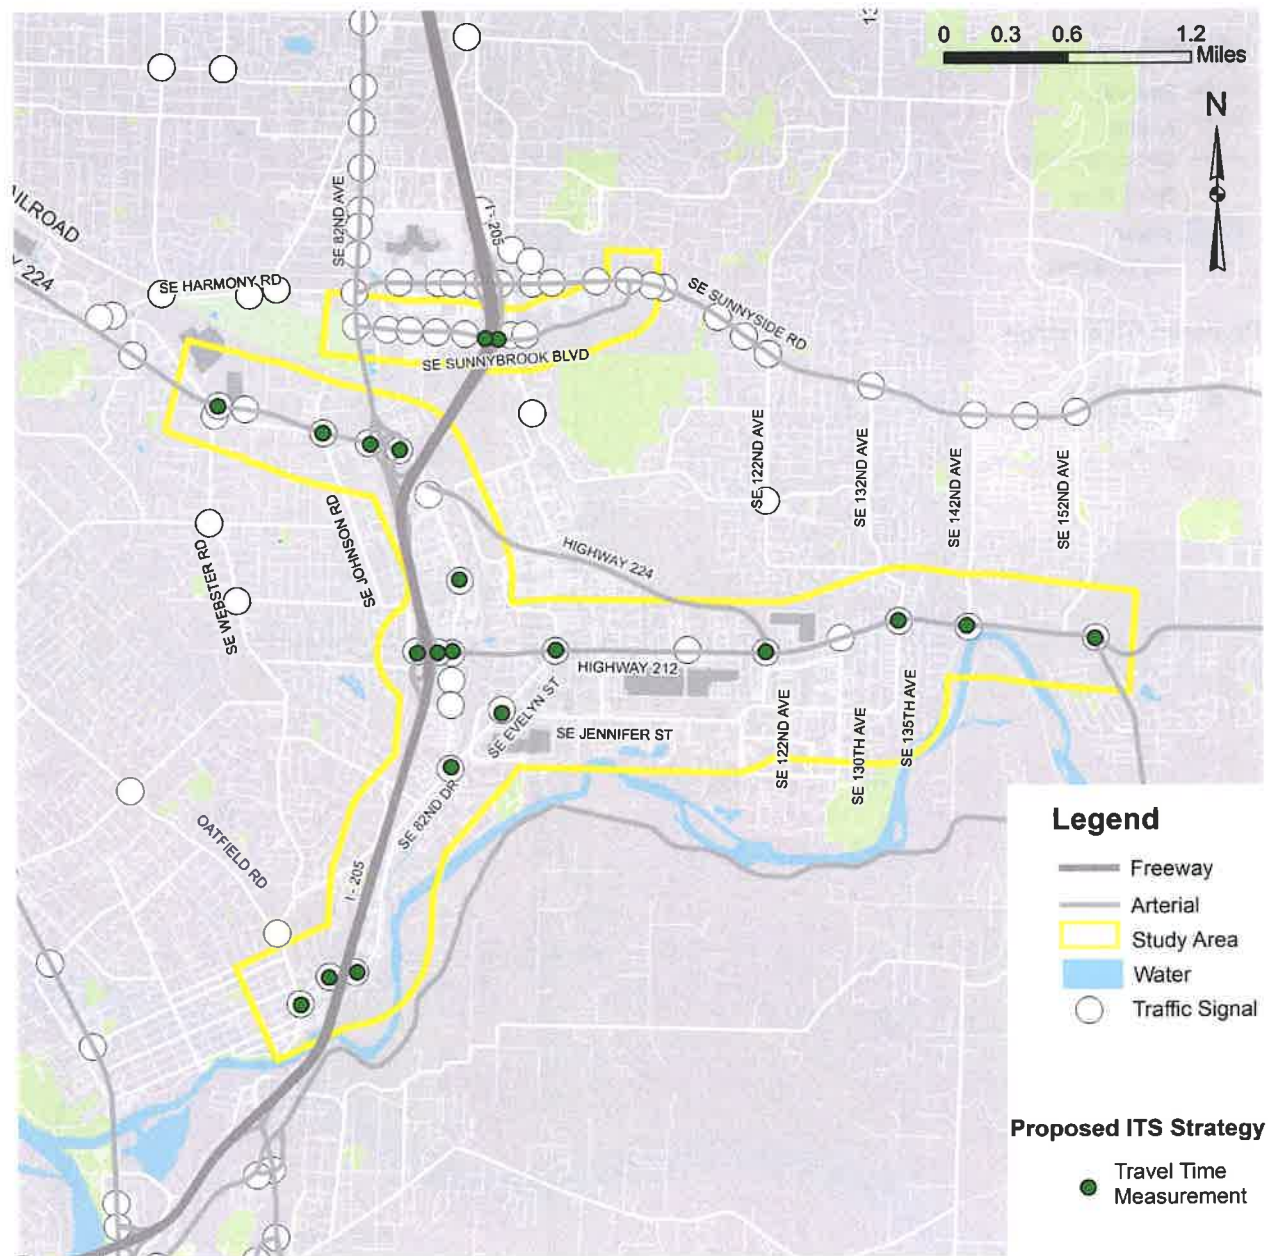 0 0.3 0.6 1.2
Miles
N
SE 82ND AVE
I - 205
SE HARMONY RD
SE SUNNYSIDE RD
SE SUNNYBROOK BLVD
224
SE 122ND AVE
SE 132ND AVE
SE 142ND AVE
SE 152ND AVE
SE JOHNSON RD
SE WEBSTER RD
HIGHWAY 224
HIGHWAY 212
SE EVELYN ST
SE JENNIFER ST
SE 122ND AVE
SE 130TH AVE
SE 135TH AVE
SE 82ND DR
OATFIELD RD
I - 205
Legend
Freeway
Arterial
Study Area
Water
Traffic Signal
Proposed ITS Strategy
Travel Time
Measurement